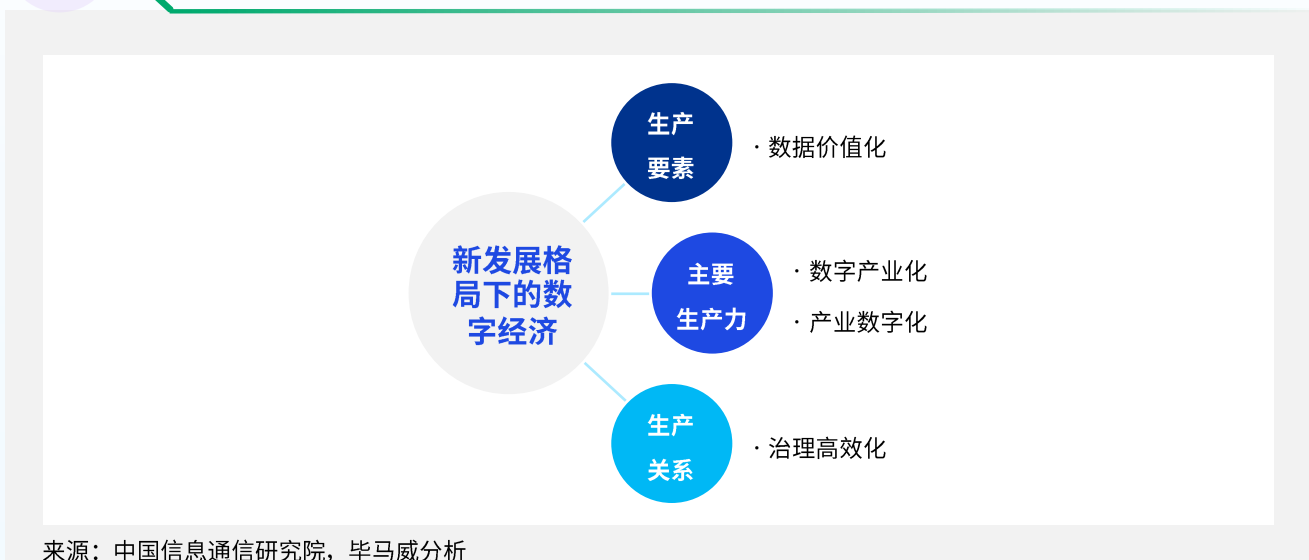 生产
要素
· 数据价值化
新发展格
局下的数
字经济
主要
生产力
· 数字产业化
· 产业数字化
生产
关系
· 治理高效化
来源：中国信息通信研究院，毕马威分析